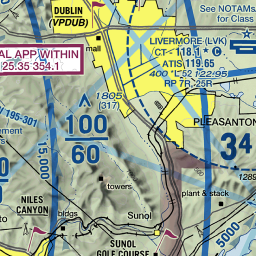 DUBLIN
(VPDUB)
See NOTAMs/
for Class
LIVERMORE (LVK)
CT - 118.1 ★ C
ATIS 119.65
400 *L 52 122.95
RP 7R, 25R
mall
AL APP WITHIN
25.35 354.1
1805
(317)
195-301
100
60
15,000
PLEASANTON
34
1289
towers
plant & stack
NILES
CANYON
bldgs
Sunol
SUNOL
GOLF COURSE
5000